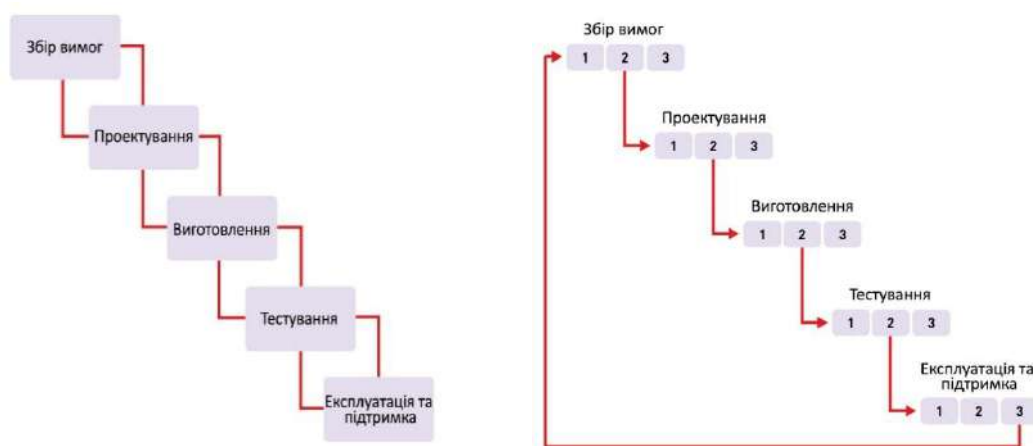 Збір вимог
Проектування
Виготовлення
Тестування
Експлуатація та
підтримка
Збір вимог
1 2 3
Проектування
1 2 3
Виготовлення
1 2 3
Тестування
1 2 3
Експлуатація та
підтримка
1 2 3